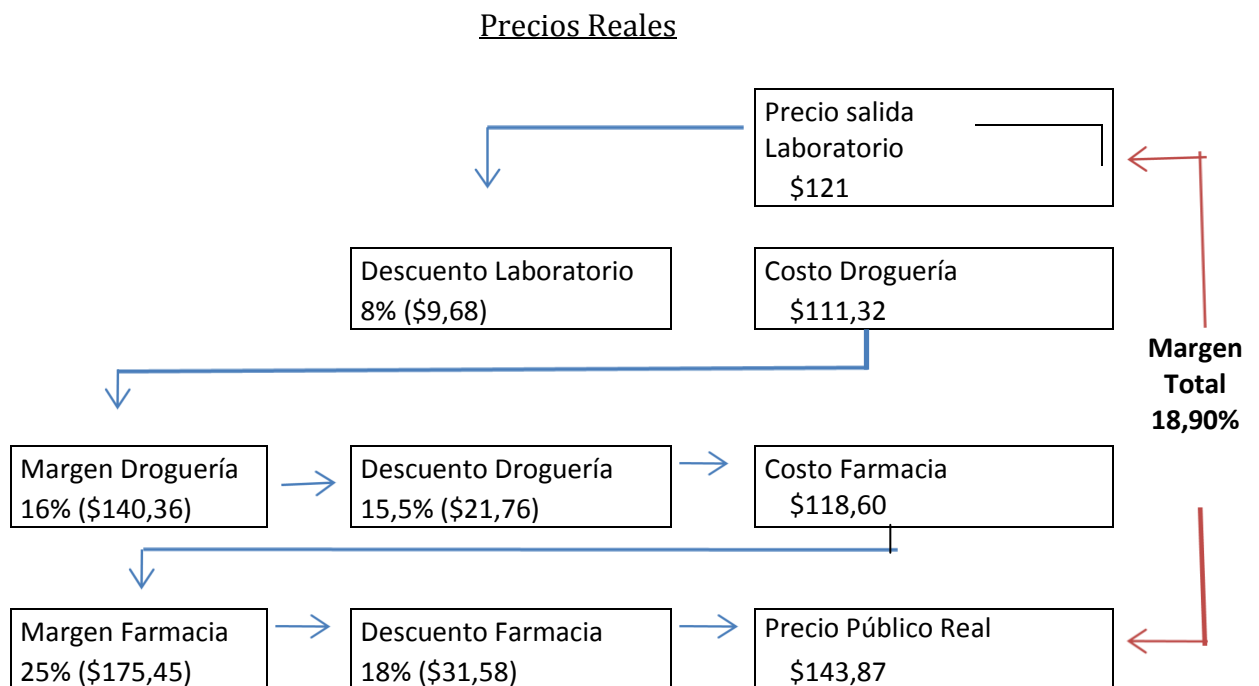 Precios Reales
Precio salida
Laboratorio
$121
Descuento Laboratorio
8% ($9,68)
Costo Droguería
$111,32
Margen
Total
18,90%
Margen Droguería
16% ($140,36)
Descuento Droguería
15,5% ($21,76)
Costo Farmacia
$118,60
Margen Farmacia
25% ($175,45)
Descuento Farmacia
18% ($31,58)
Precio Público Real
$143,87